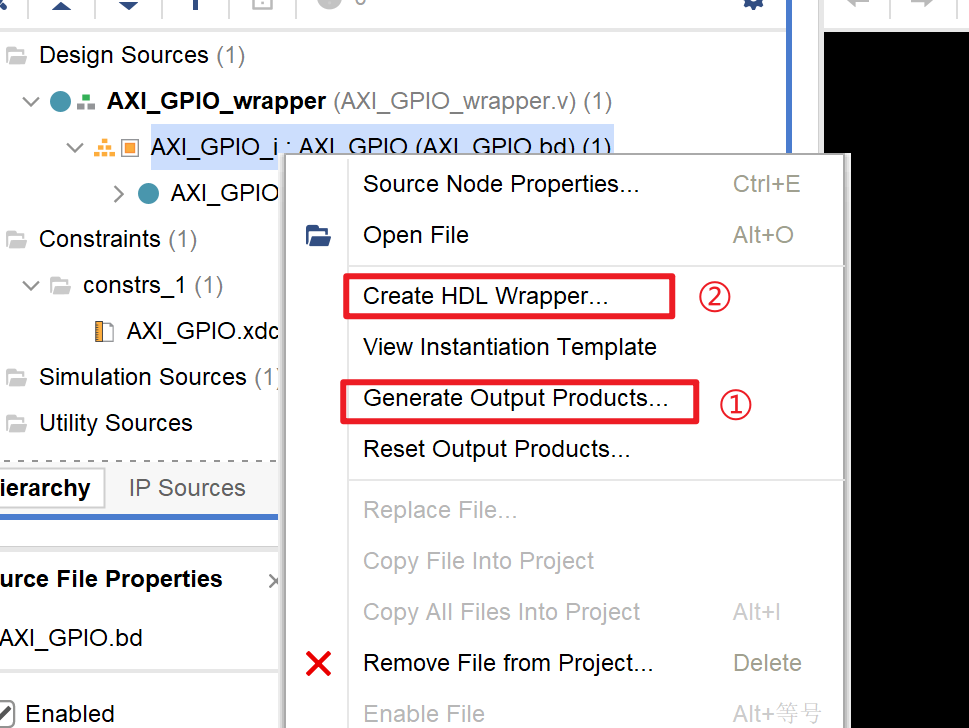 Design Sources (1)
AXI_GPIO_wrapper (AXI_GPIO_wrapper.v) (1)
AXI_GPIO_i : AXI_GPIO (AXI_GPIO.bd) (1)
AXI_GPIO
Constraints (1)
constrs_1 (1)
AXI_GPIO.xdc
Simulation Sources (1)
Utility Sources
ierarchy IP Sources
urce File Properties
AXI_GPIO.bd
Enabled
Source Node Properties... Ctrl+E
Open File Alt+O
Create HDL Wrapper... ②
View Instantiation Template
Generate Output Products... ①
Reset Output Products...
Replace File...
Copy File Into Project
Copy All Files Into Project Alt+I
Remove File from Project... Delete
Enable File Alt+等号